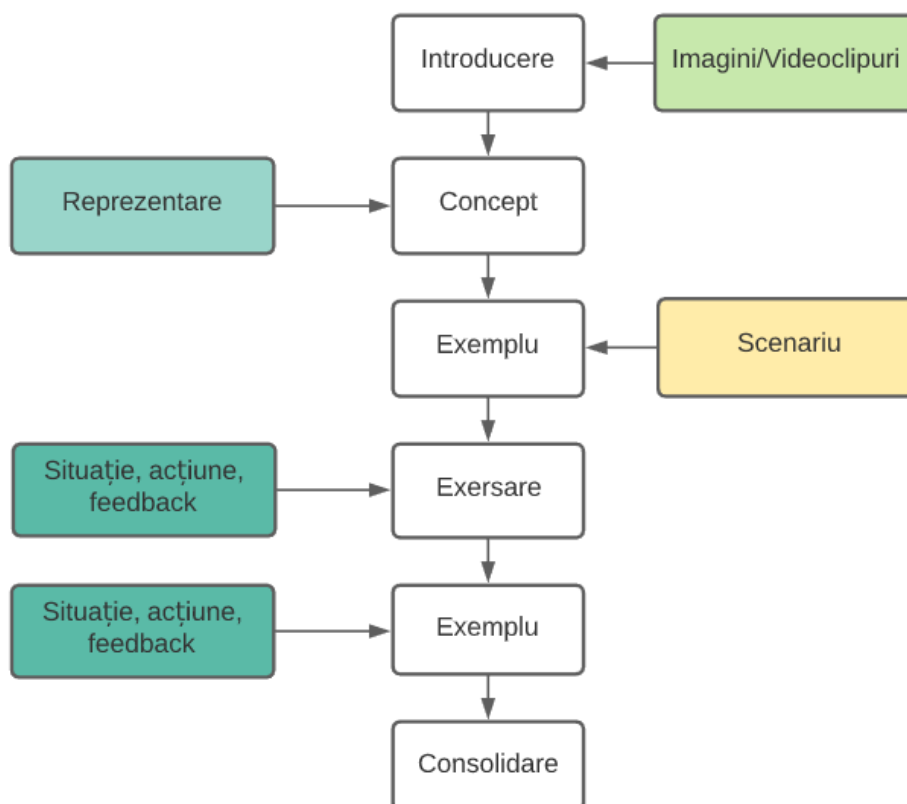 Introducere
Imagini/Videoclipuri
Reprezentare
Concept
Exemplu
Scenariu
Situație, acțiune,
feedback
Exersare
Situație, acțiune,
feedback
Exemplu
Consolidare